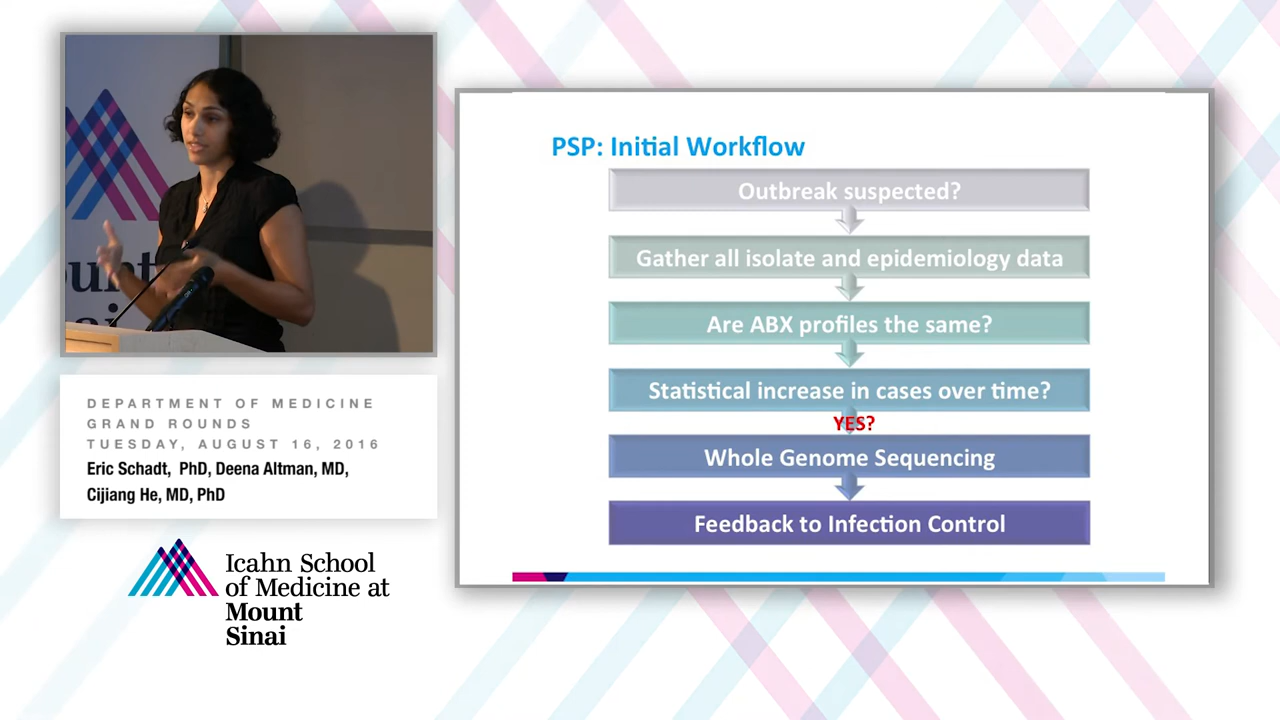 ount
Sinai
DEPARTMENT OF MEDICINE
GRAND ROUNDS
TUESDAY, AUGUST 16, 2016
Eric Schadt, PhD, Deena Altman, MD,
Cijiang He, MD, PhD
Icahn School
of Medicine at
Mount
Sinai
PSP: Initial Workflow
Outbreak suspected?
Gather all isolate and epidemiology data
Are ABX profiles the same?
Statistical increase in cases over time?
YES?
Whole Genome Sequencing
Feedback to Infection Control